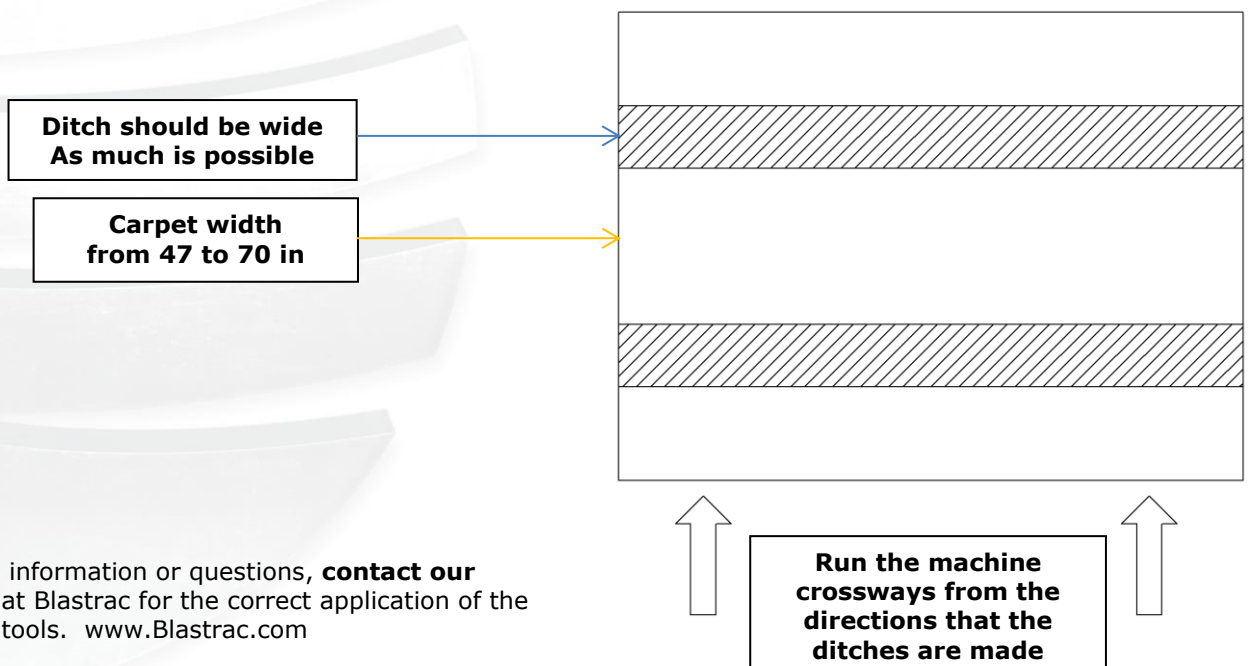 Ditch should be wide
As much is possible
Carpet width
from 47 to 70 in
information or questions, contact our
at Blastrac for the correct application of the
tools. www.Blastrac.com
Run the machine
crossways from the
directions that the
ditches are made